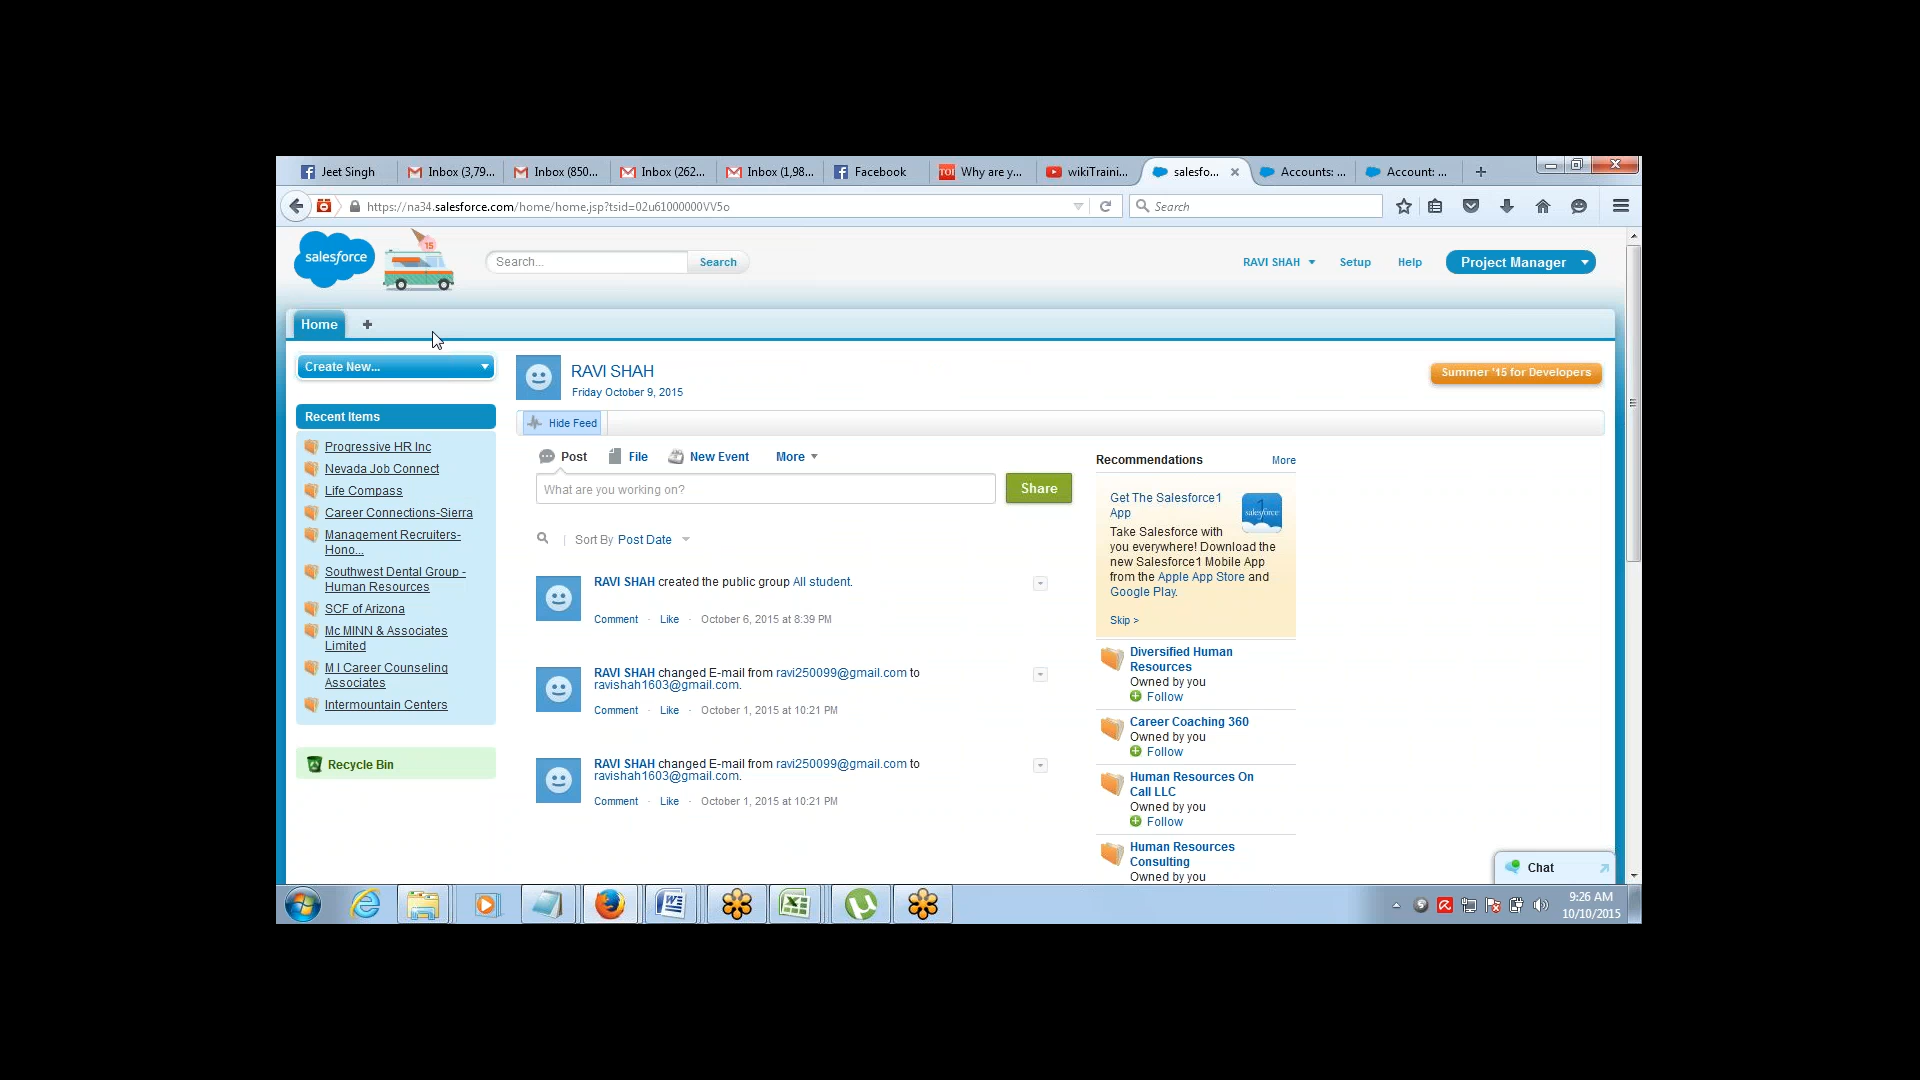 Jeet Singh
Inbox (3,79...
Inbox (850...
Inbox (262...
Inbox (1,98...
Facebook
TOI
Why are y...
wikiTraini...
salesfo...
Accounts: ...
Account: ...
https://na34.salesforce.com/home/home.jsp?tsid=02u61000000VV5o
Search
salesforce
15
Search...
Search
RAVI SHAH
Setup
Help
Project Manager
Home
Create New...
RAVI SHAH
Friday October 9, 2015
Summer '15 for Developers
Hide Feed
Recent Items
Progressive HR Inc
Nevada Job Connect
Life Compass
Career Connections-Sierra
Management Recruiters-
Hono...
Southwest Dental Group -
Human Resources
SCF of Arizona
Mc MINN & Associates
Limited
M I Career Counseling
Associates
Intermountain Centers
Recycle Bin
Post
File
New Event
More
What are you working on?
Share
Sort By Post Date
RAVI SHAH created the public group All student.
Comment · Like · October 6, 2015 at 8:39 PM
RAVI SHAH changed E-mail from ravi250099@gmail.com to
ravishah1603@gmail.com.
Comment · Like · October 1, 2015 at 10:21 PM
RAVI SHAH changed E-mail from ravi250099@gmail.com to
ravishah1603@gmail.com.
Comment · Like · October 1, 2015 at 10:21 PM
Recommendations
More
Get The Salesforce1
App
salesforce
1
Take Salesforce with
you everywhere! Download the
new Salesforce1 Mobile App
from the Apple App Store and
Google Play.
Skip >
Diversified Human
Resources
Owned by you
Follow
Career Coaching 360
Owned by you
Follow
Human Resources On
Call LLC
Owned by you
Follow
Human Resources
Consulting
Owned by you
Chat
9:26 AM
10/10/2015